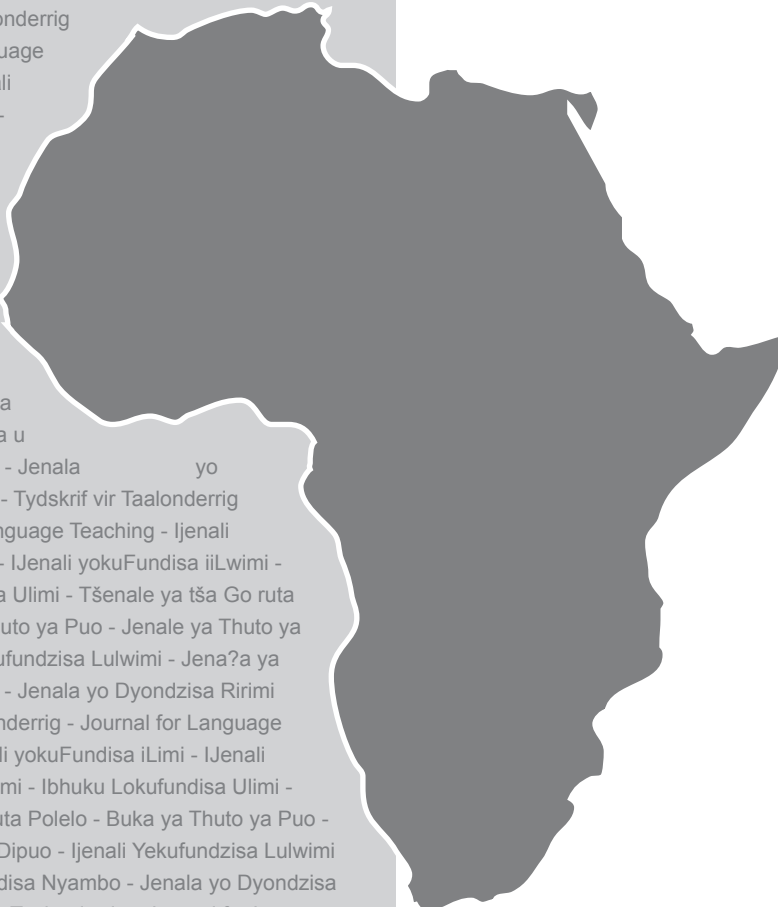 onderrig
uage
ali
-
a
a u
- Jenala yo
- Tydskrif vir Taalonderrig
nguage Teaching - Ijenali
- IJenali yokuFundisa iiLwimi -
a Ulimi - Tšenale ya tša Go ruta
uto ya Puo - Jenale ya Thuto ya
ufundzisa Lulwimi - Jena?a ya
- Jenala yo Dyondzisa Ririmi
nderrig - Journal for Language
li yokuFundisa iLimi - IJenali
mi - Ibhuku Lokufundisa Ulimi -
uta Polelo - Buka ya Thuto ya Puo -
Dipuo - Ijenali Yekufundzisa Lulwimi
disa Nyambo - Jenala yo Dyondzisa